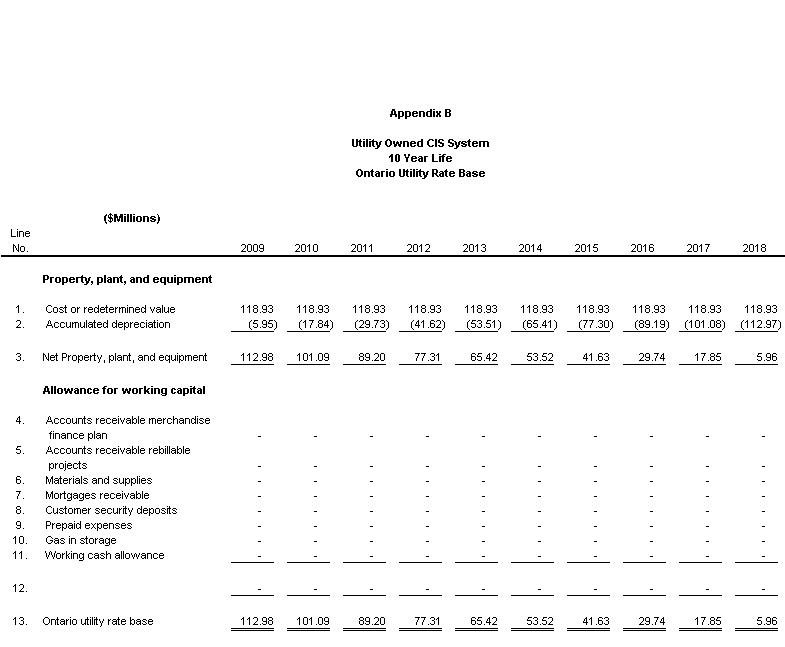 Appendix B
Utility Owned CIS System
10 Year Life
Ontario Utility Rate Base
($Millions)
Line
No. 2009 2010 2011 2012 2013 2014 2015 2016 2017 2018
Property, plant, and equipment
1. Cost or redetermined value 118.93 118.93 118.93 118.93 118.93 118.93 118.93 118.93 118.93 118.93
2. Accumulated depreciation (5.95) (17.84) (29.73) (41.62) (53.51) (65.41) (77.30) (89.19) (101.08) (112.97)
3. Net Property, plant, and equipment 112.98 101.09 89.20 77.31 65.42 53.52 41.63 29.74 17.85 5.96
Allowance for working capital
4. Accounts receivable merchandise
finance plan - - - - - - - - - -
5. Accounts receivable rebillable
projects - - - - - - - - - -
6. Materials and supplies - - - - - - - - - -
7. Mortgages receivable - - - - - - - - - -
8. Customer security deposits - - - - - - - - - -
9. Prepaid expenses - - - - - - - - - -
10. Gas in storage - - - - - - - - - -
11. Working cash allowance - - - - - - - - - -
12. - - - - - - - - - -
13. Ontario utility rate base 112.98 101.09 89.20 77.31 65.42 53.52 41.63 29.74 17.85 5.96